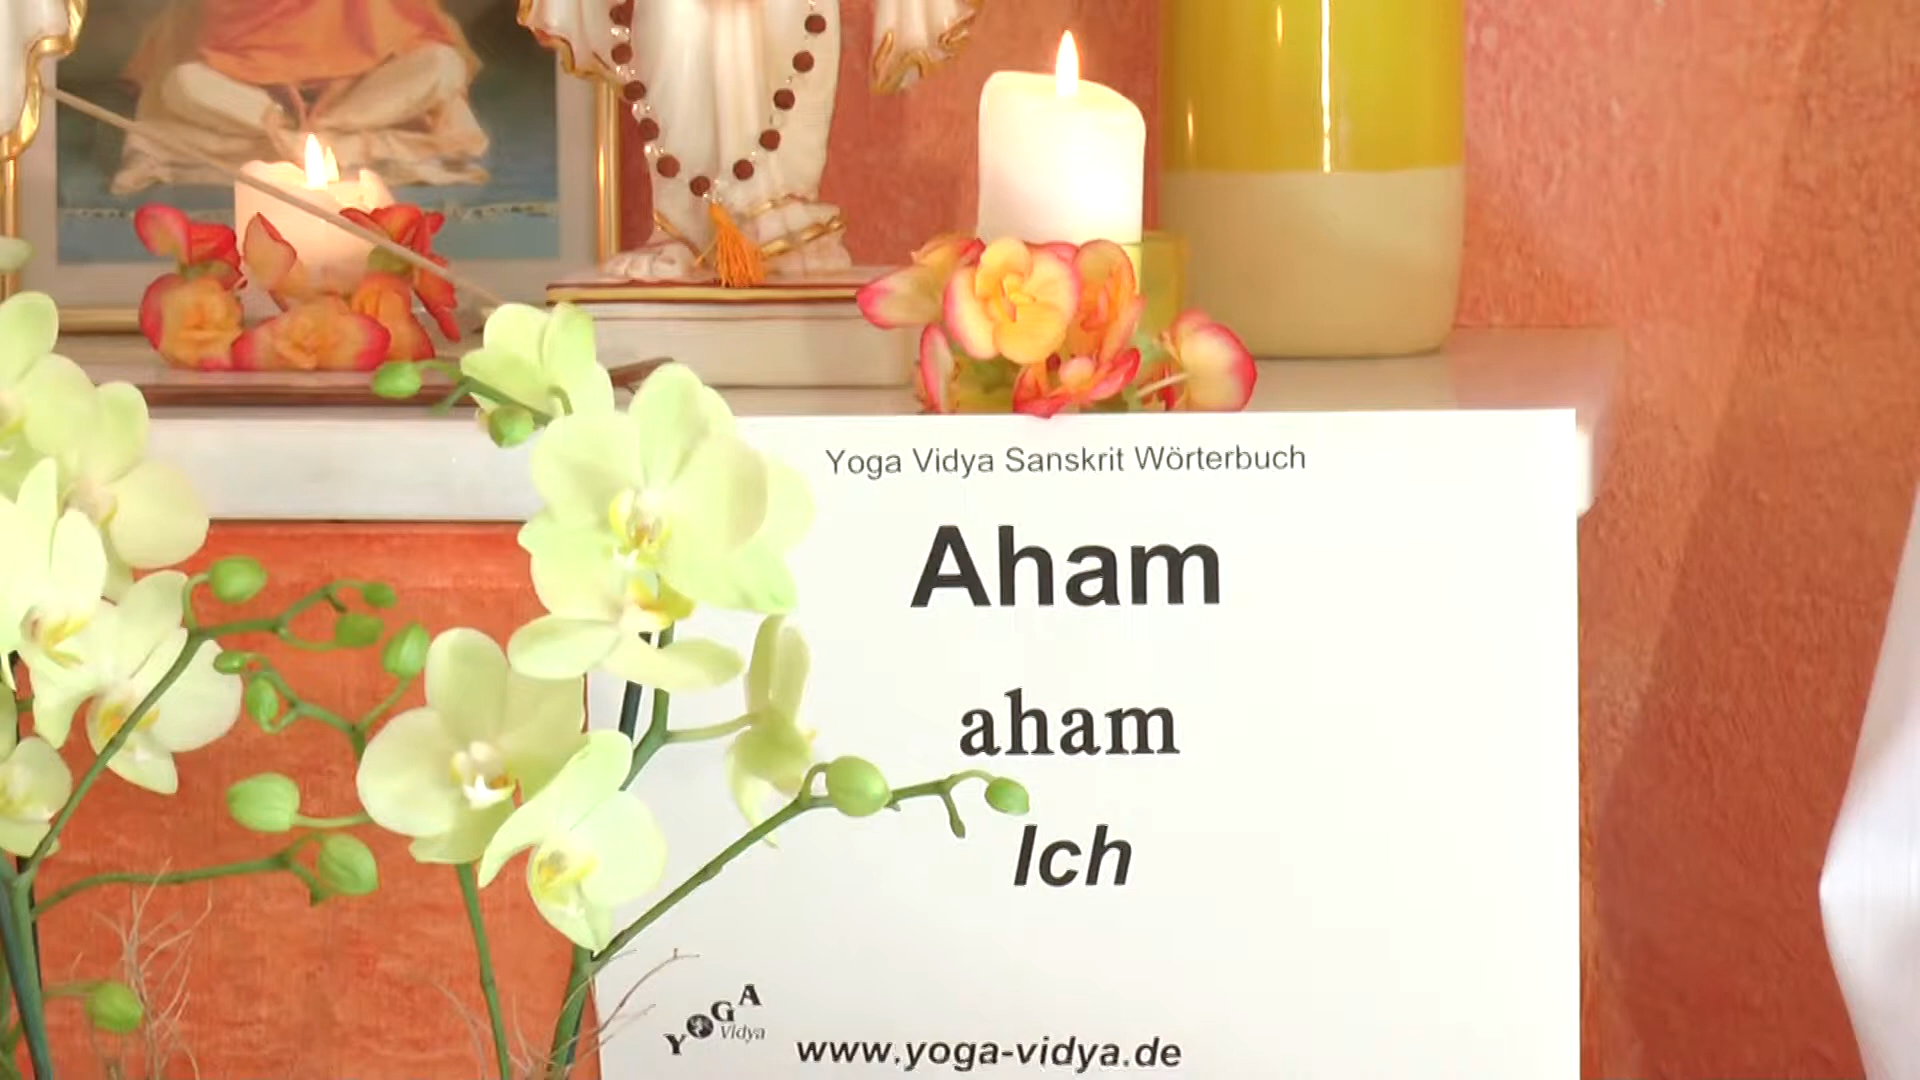 Yoga Vidya Sanskrit Wörterbuch
Aham
aham
Ich
YOGA
Vidya
www.yoga-vidya.de